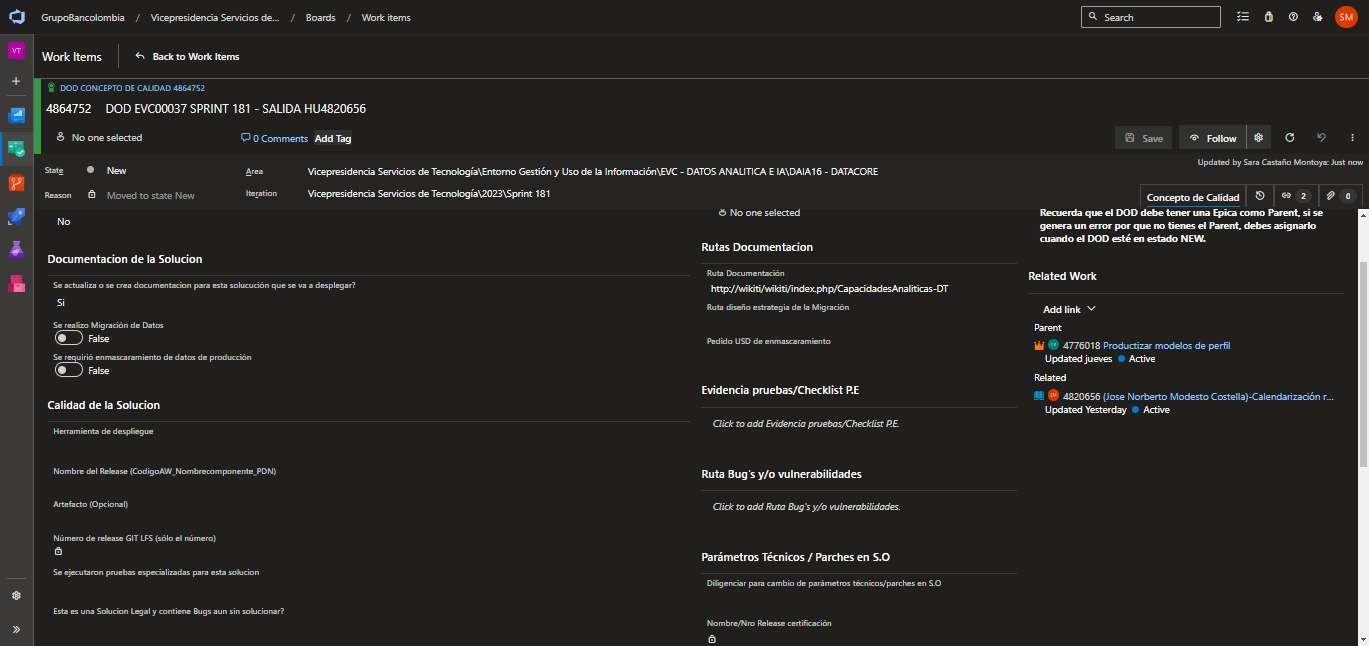 GrupoBancolombia / Vicepresidencia Servicios de... / Boards / Work items
Search
SM
VT
Work Items
Back to Work Items
DOD CONCEPTO DE CALIDAD 4864752
4864752 DOD EVC00037 SPRINT 181 - SALIDA HU4820656
No one selected
0 Comments
Add Tag
Save
Follow
Updated by Sara Castaño Montoya: Just now
State
New
Area
Vicepresidencia Servicios de Tecnología\Entorno Gestión y Uso de la Información\EVC - DATOS ANALITICA E IA\DAIA16 - DATACORE
Reason
Moved to state New
Iteration
Vicepresidencia Servicios de Tecnología\2023\Sprint 181
Concepto de Calidad
2
0
No
Documentacion de la Solucion
Se actualiza o se crea documentacion para esta solucución que se va a desplegar?
Si
Se realizo Migración de Datos
False
Se requirió enmascaramiento de datos de producción
False
Calidad de la Solucion
Herramienta de despliegue
Nombre del Release (CodigoAW_Nombrecomponente_PDN)
Artefacto (Opcional)
Número de release GIT LFS (sólo el número)
Se ejecutaron pruebas especializadas para esta solucion
Esta es una Solucion Legal y contiene Bugs aun sin solucionar?
No one selected
Rutas Documentacion
Ruta Documentación
http://wikiti/wikiti/index.php/CapacidadesAnaliticas-DT
Ruta diseño estrategia de la Migración
Pedido USD de enmascaramiento
Evidencia pruebas/Checklist P.E
Click to add Evidencia pruebas/Checklist P.E.
Ruta Bug's y/o vulnerabilidades
Click to add Ruta Bug's y/o vulnerabilidades.
Parámetros Técnicos / Parches en S.O
Diligenciar para cambio de parámetros técnicos/parches en S.O
Nombre/Nro Release certificación
Recuerda que el DOD debe tener una Epica como Parent, si se
genera un error por que no tienes el Parent, debes asignarlo
cuando el DOD esté en estado NEW.
Related Work
Add link
Parent
4776018 Productizar modelos de perfil
Updated jueves
Active
Related
SM
4820656 (Jose Norberto Modesto Costella)-Calendarización r...
Updated Yesterday
Active